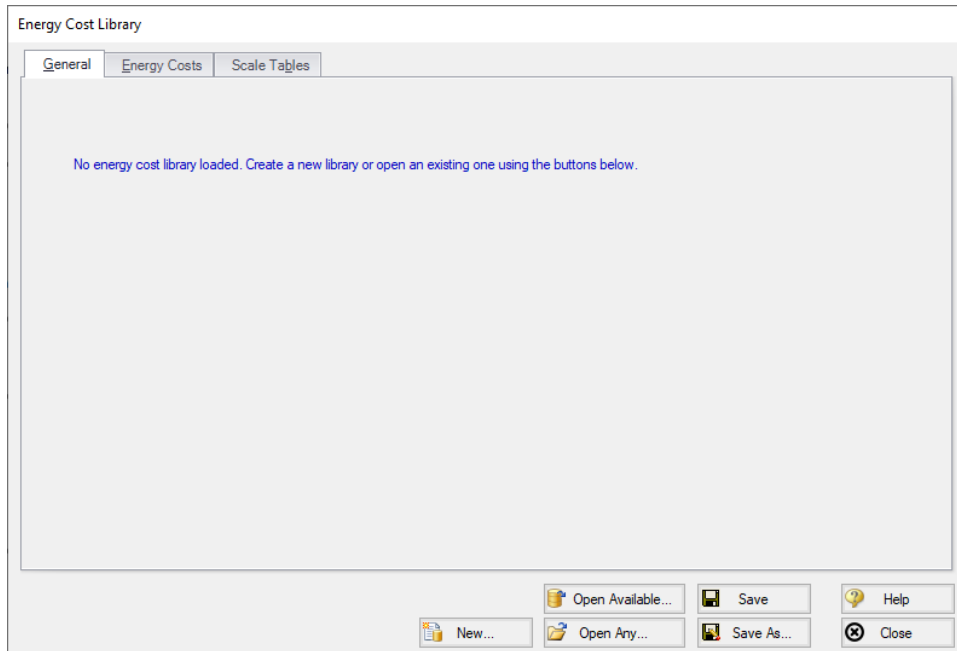 Energy Cost Library
General Energy Costs Scale Tables
No energy cost library loaded. Create a new library or open an existing one using the buttons below.
Open Available... Save Help
New... Open Any... Save As... Close